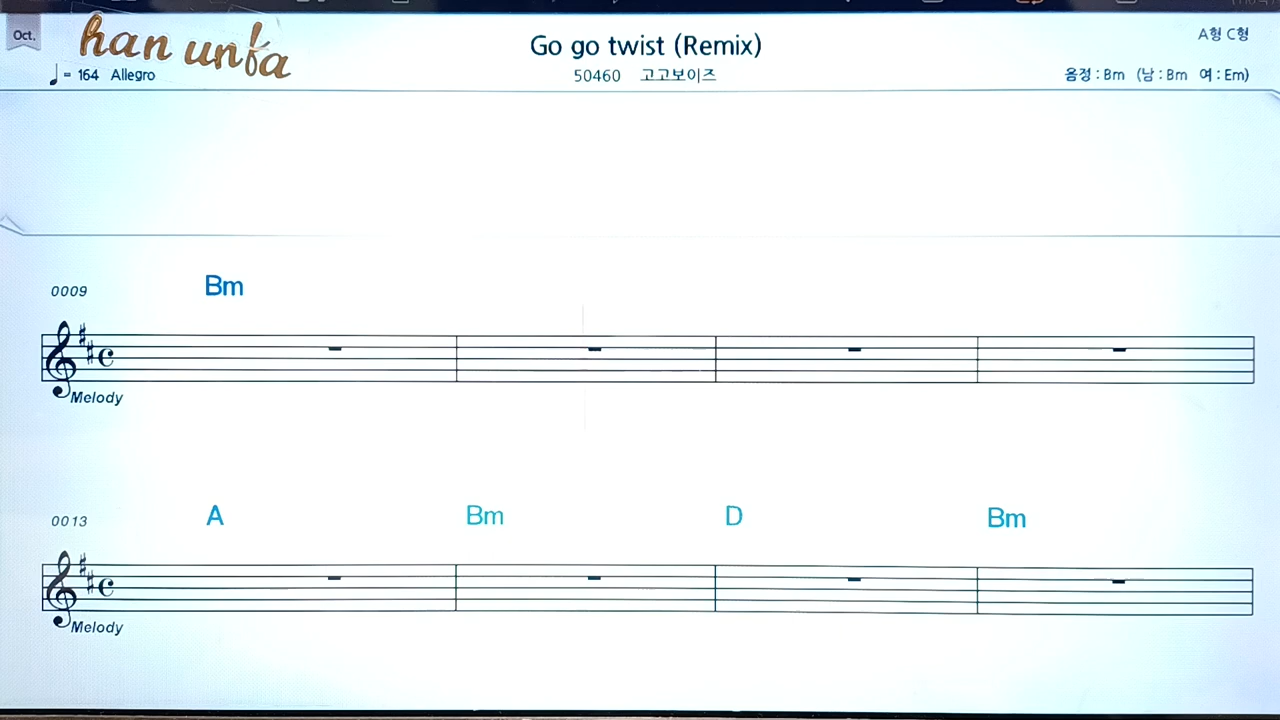 Oct.
han unfa
Go go twist (Remix)
A형 C형
♩ = 164 Allegro
50460 고고보이즈
음정 : Bm (남 : Bm 여 : Em)
0009
Bm
Melody
0013
A Bm D Bm
Melody